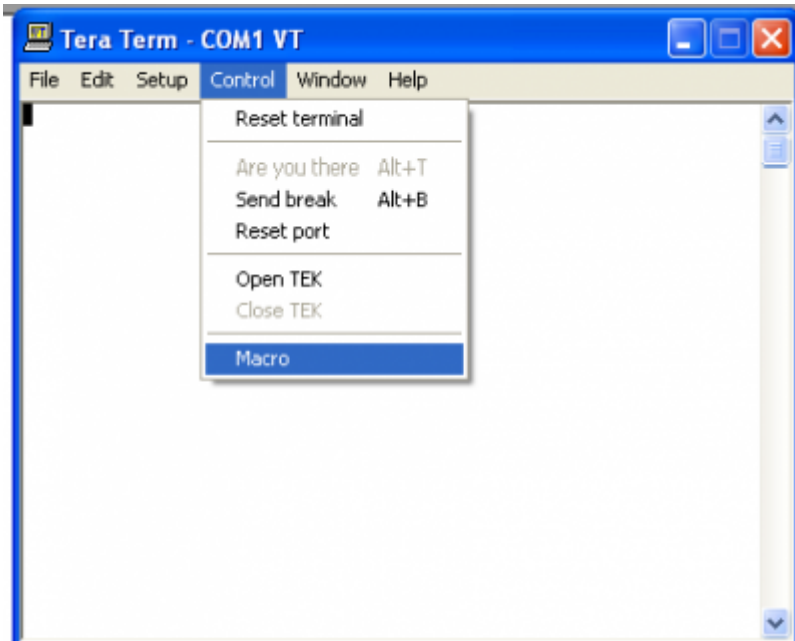 Tera Term - COM1 VT
File Edit Setup Control Window Help
Reset terminal
Are you there Alt+T
Send break Alt+B
Reset port
Open TEK
Close TEK
Macro